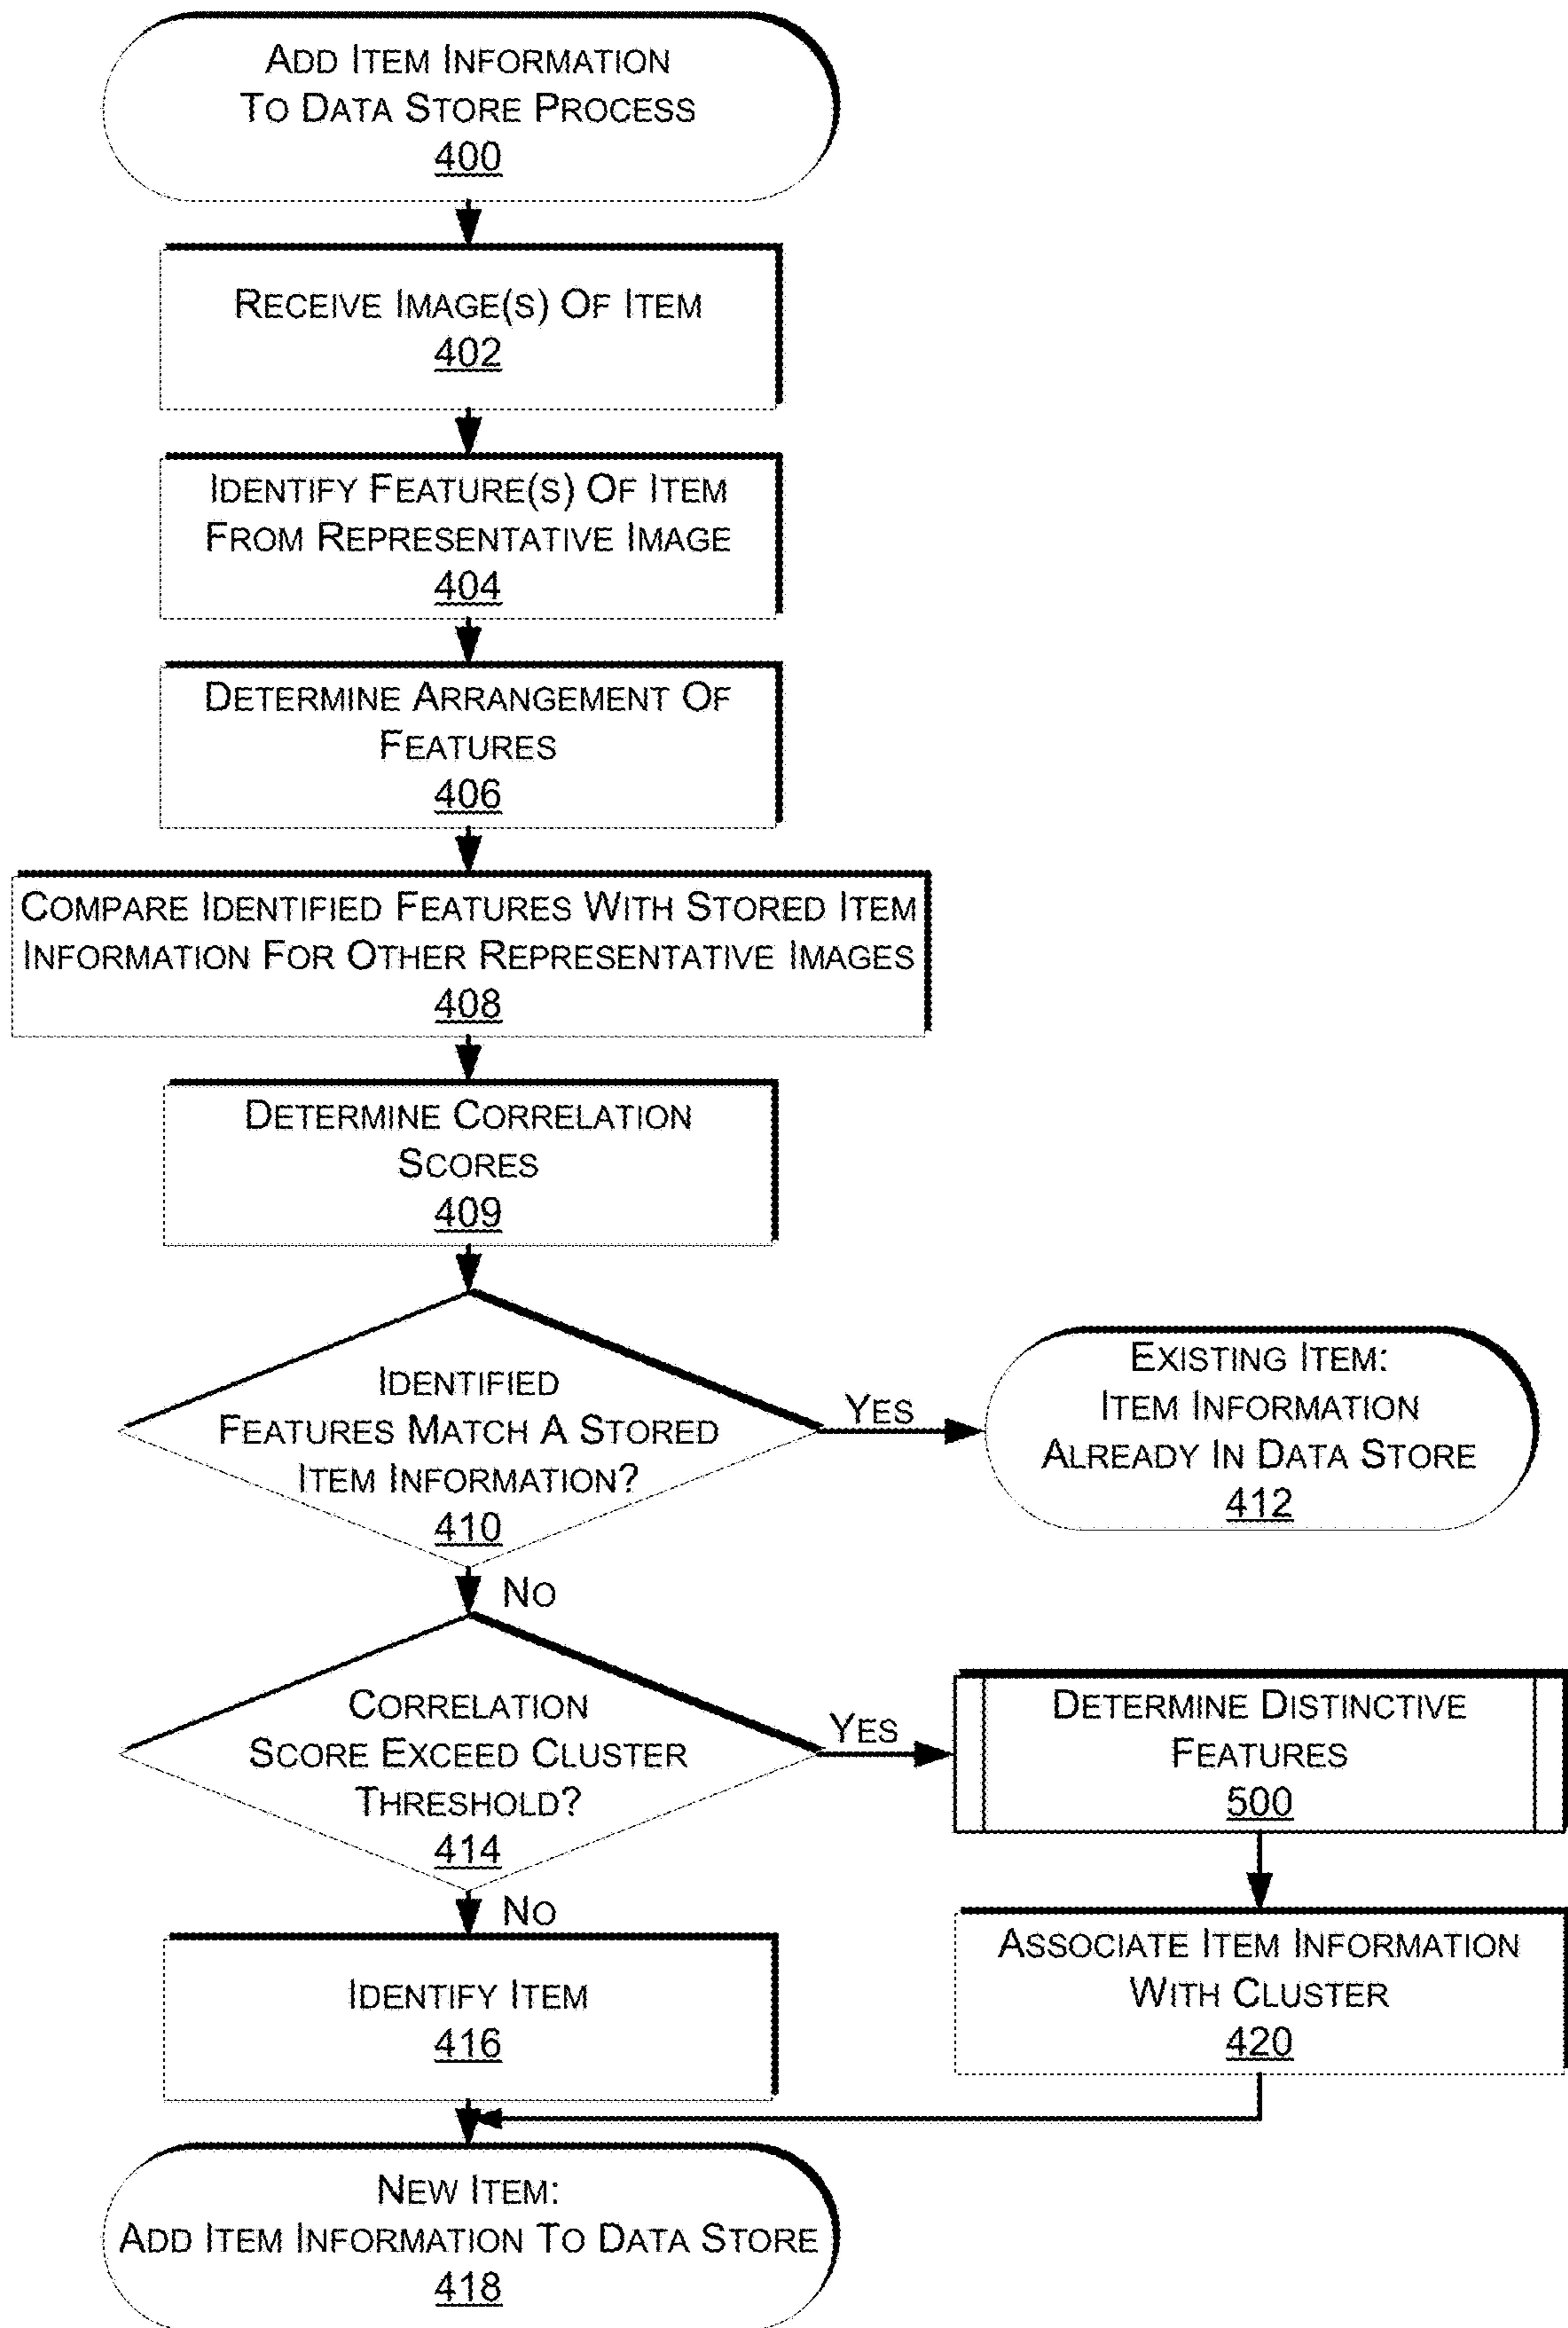 ADD ITEM INFORMATION
TO DATA STORE PROCESS
400
RECEIVE IMAGE(S) OF ITEM
402
IDENTIFY FEATURE(S) OF ITEM
FROM REPRESENTATIVE IMAGE
404
DETERMINE ARRANGEMENT OF
FEATURES
406
COMPARE IDENTIFIED FEATURES WITH STORED ITEM
INFORMATION FOR OTHER REPRESENTATIVE IMAGES
408
DETERMINE CORRELATION
SCORES
409
IDENTIFIED
FEATURES MATCH A STORED
ITEM INFORMATION?
410
YES
EXISTING ITEM:
ITEM INFORMATION
ALREADY IN DATA STORE
412
NO
CORRELATION
SCORE EXCEED CLUSTER
THRESHOLD?
414
YES
DETERMINE DISTINCTIVE
FEATURES
500
NO
IDENTIFY ITEM
416
ASSOCIATE ITEM INFORMATION
WITH CLUSTER
420
NEW ITEM:
ADD ITEM INFORMATION TO DATA STORE
418